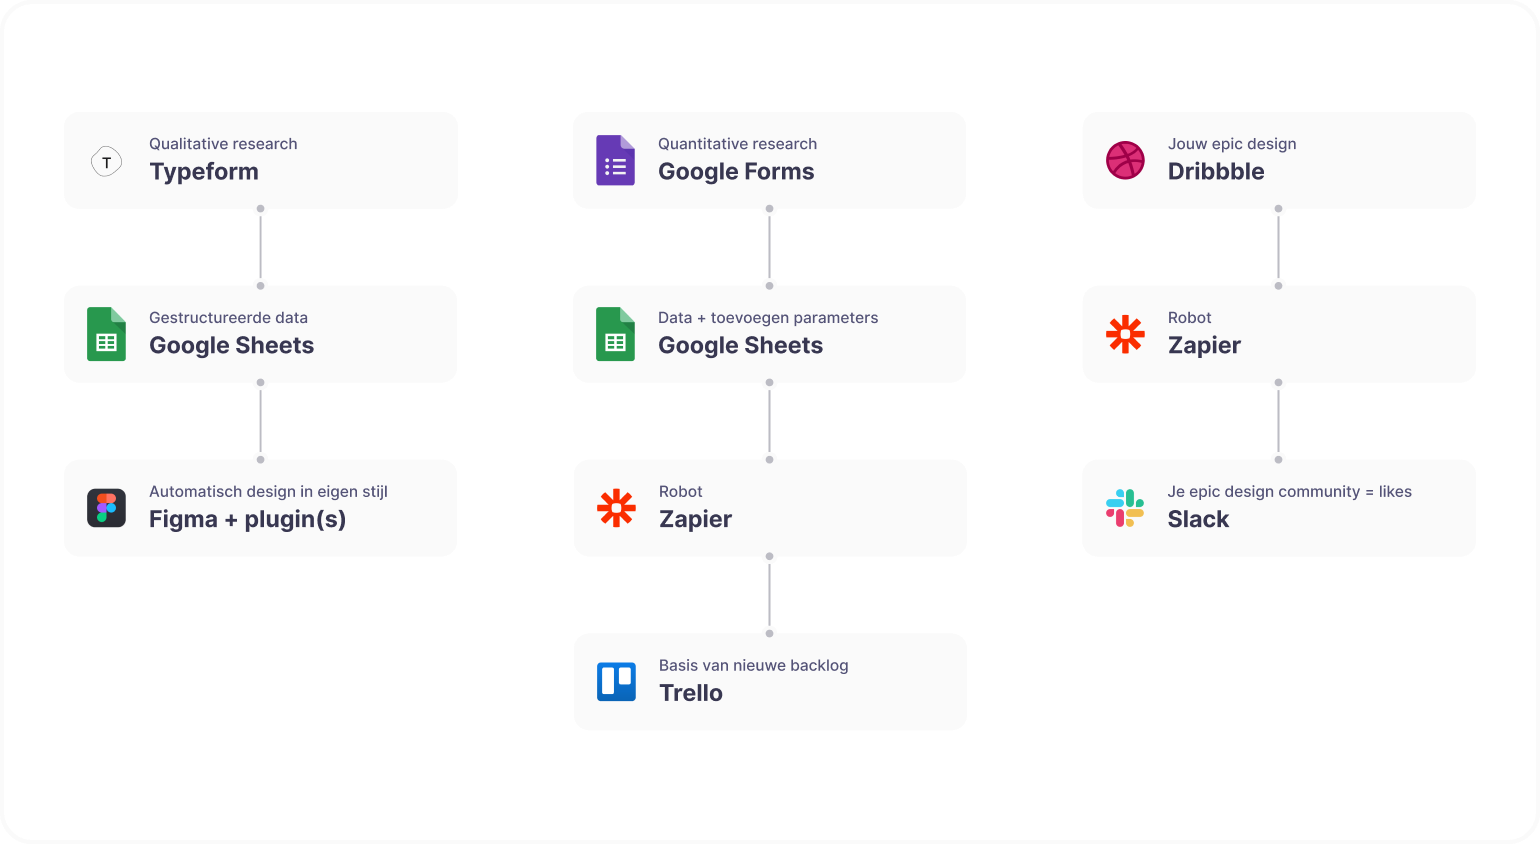 Qualitative research
Typeform
T
Gestructureerde data
Google Sheets
Automatisch design in eigen stijl
Figma + plugin(s)
Quantitative research
Google Forms
Data + toevoegen parameters
Google Sheets
Robot
Zapier
Basis van nieuwe backlog
Trello
Jouw epic design
Dribbble
Robot
Zapier
Je epic design community = likes
Slack